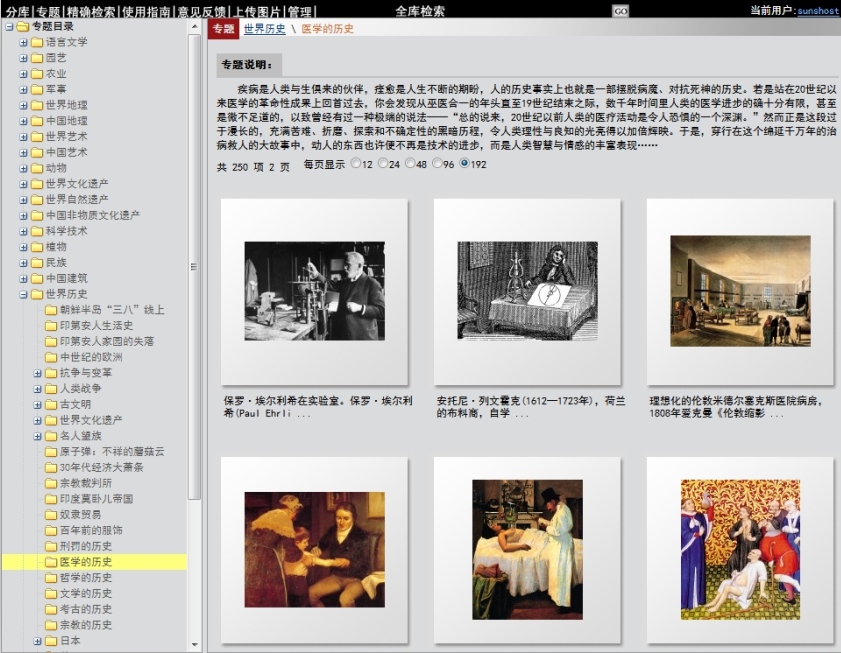 分库|专题|精确检索|使用指南|意见反馈|上传图片|管理|
全库检索
GO
当前用户:sunshost
专题目录
语言文学
园艺
农业
军事
世界地理
中国地理
世界艺术
中国艺术
动物
世界文化遗产
世界自然遗产
中国非物质文化遗产
科学技术
植物
民族
中国建筑
世界历史
朝鲜半岛“三八”线上
印第安人生活史
印第安人家园的失落
中世纪的欧洲
抗争与变革
人类战争
古文明
世界文化遗产
名人望族
原子弹：不祥的蘑菇云
30年代经济大萧条
宗教裁判所
印度莫卧儿帝国
奴隶贸易
百年前的服饰
刑罚的历史
医学的历史
哲学的历史
文学的历史
考古的历史
宗教的历史
日本
专题 世界历史 \ 医学的历史
专题说明:
疾病是人类与生俱来的伙伴，痊愈是人生不断的期盼，人的历史事实上也就是一部摆脱病魔、对抗死神的历史。若是站在20世纪以
来医学的革命性成果上回首过去，你会发现从巫医合一的年头直至19世纪结束之际，数千年时间里人类的医学进步的确十分有限，甚至
是微不足道的，以致曾经有过一种极端的说法——“总的说来，20世纪以前人类的医疗活动是令人恐惧的一个深渊。”然而正是这段过
于漫长的，充满苦难、折磨、探索和不确定性的黑暗历程，令人类理性与良知的光亮得以加倍辉映。于是，穿行在这个绵延千万年的治
病救人的大故事中，动人的东西也许便不再是技术的进步，而是人类智慧与情感的丰富表现……
共 250 项 2 页 每页显示 12 24 48 96 192
保罗·埃尔利希在实验室。保罗·埃尔利
希(Paul Ehrli ...
安托尼·列文霍克(1612—1723年)，荷兰
的布料商，自学 ...
理想化的伦敦米德尔塞克斯医院病房，
1808年爱克曼《伦敦缩影 ...